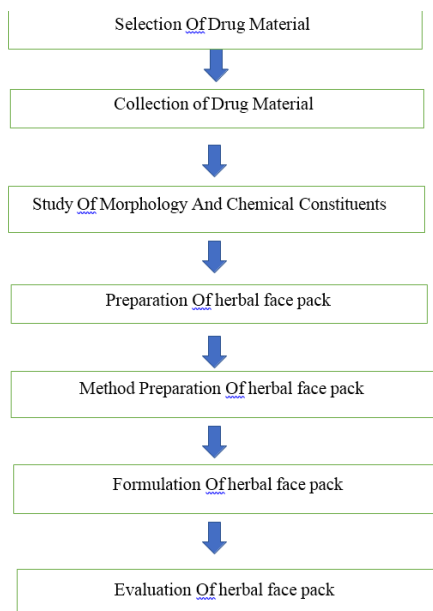 Selection Of Drug Material
Collection of Drug Material
Study Of Morphology And Chemical Constituents
Preparation Of herbal face pack
Method Preparation Of herbal face pack
Formulation Of herbal face pack
Evaluation Of herbal face pack